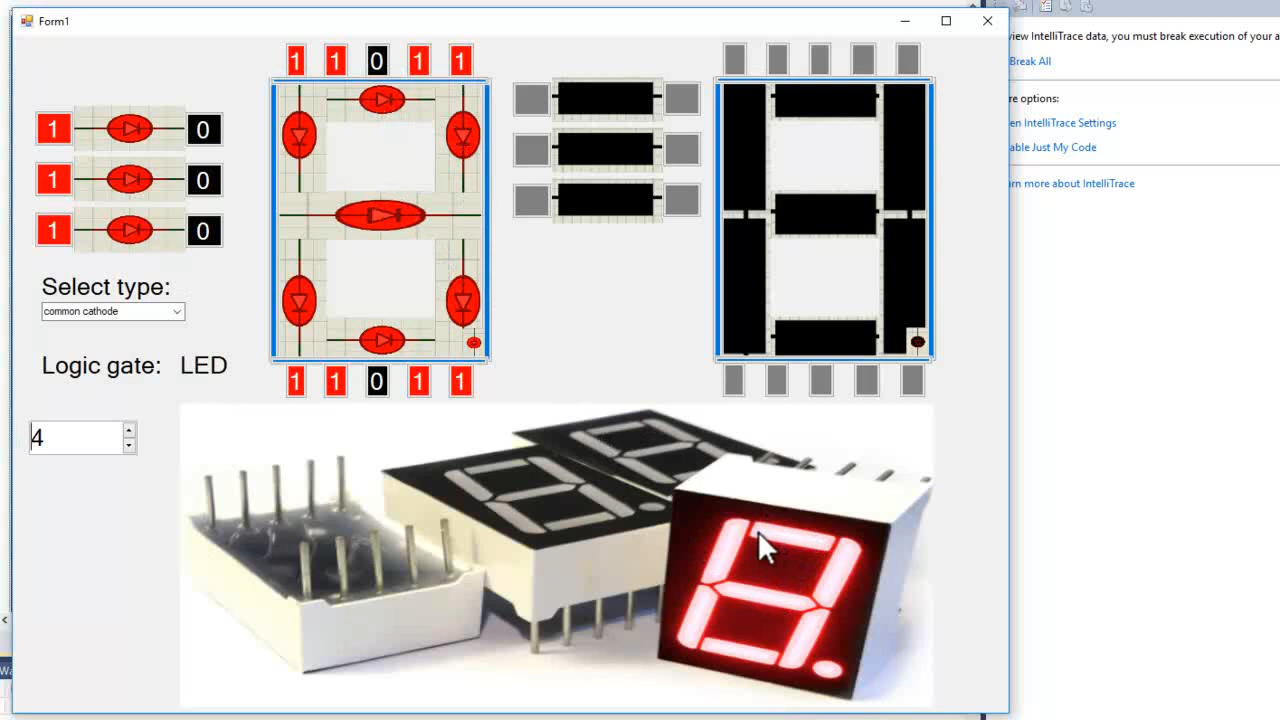 Form1
1 1 0 1 1
1 0
1 0
1 0
Select type:
common cathode
Logic gate: LED
1 1 0 1 1
4
view IntelliTrace data, you must break execution of your a
Break All
re options:
en IntelliTrace Settings
able Just My Code
rn more about IntelliTrace
Wa